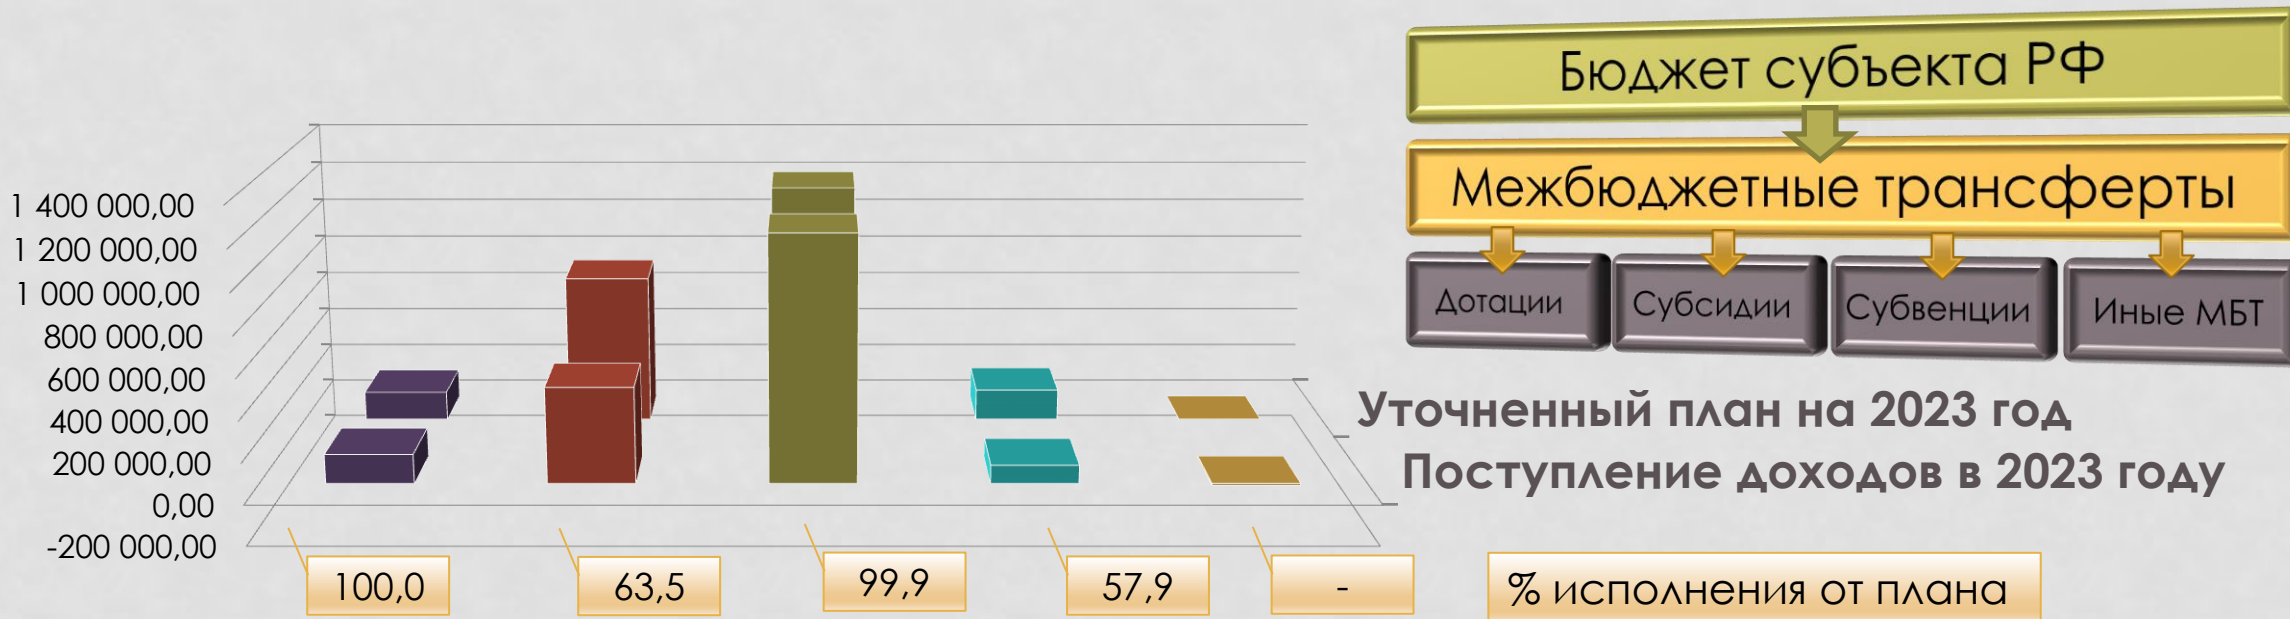 1 400 000,00
1 200 000,00
1 000 000,00
800 000,00
600 000,00
400 000,00
200 000,00
0,00
-200 000,00
100,0
63,5
99,9
57,9
-
Бюджет субъекта РФ
Межбюджетные трансферты
Дотации
Субсидии
Субвенции
Иные МБТ
Уточненный план на 2023 год
Поступление доходов в 2023 году
% исполнения от плана